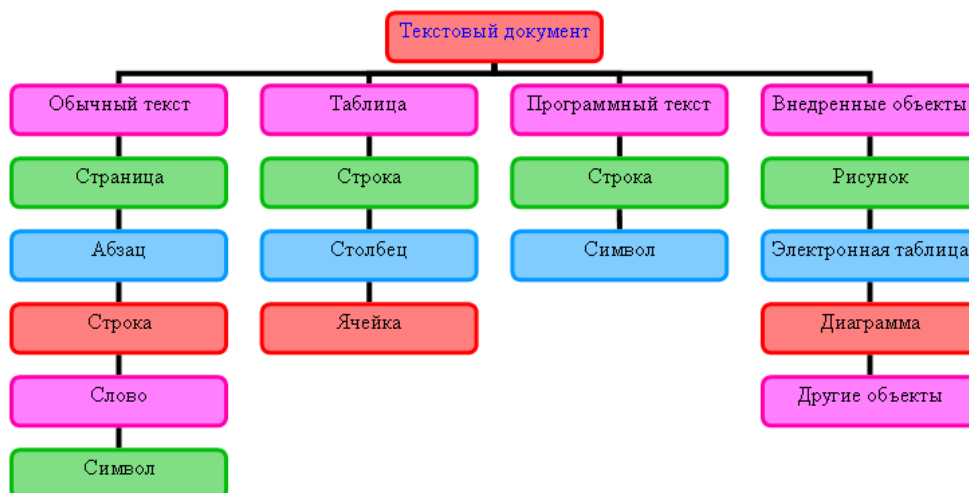 Текстовый документ
Обычный текст
Таблица
Программный текст
Внедренные объекты
Страница
Строка
Строка
Рисунок
Абзац
Столбец
Символ
Электронная таблица
Строка
Ячейка
Диаграмма
Слово
Другие объекты
Символ